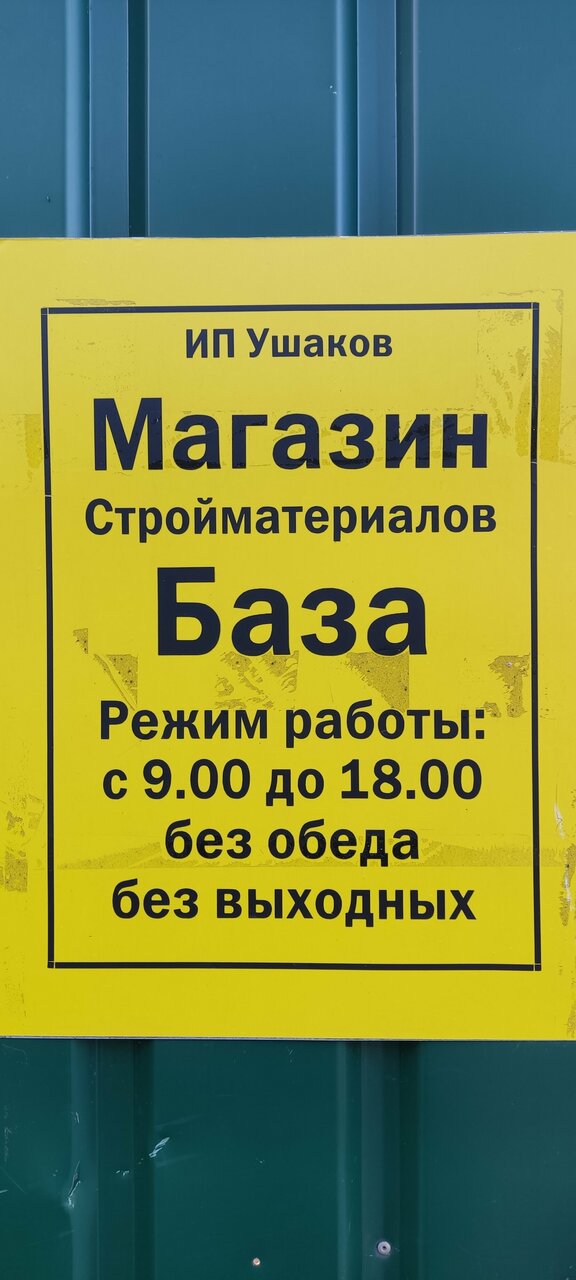 ИП Ушаков
Магазин
Стройматериалов
База
Режим работы:
с 9.00 до 18.00
без обеда
без выходных